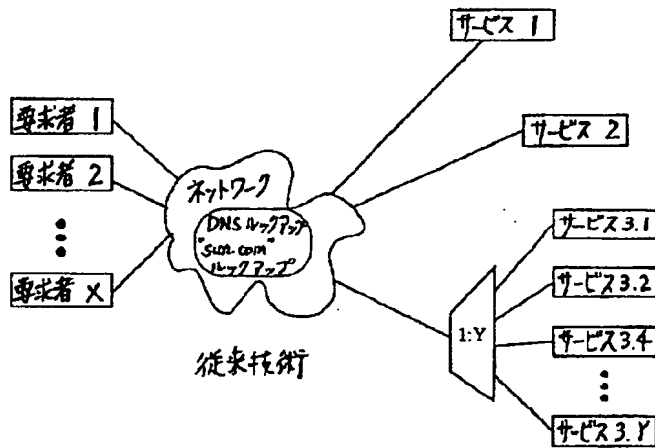 サービス 1
サービス 2
要求者 1
要求者 2
要求者 X
ネットワーク
DNSルックアップ
"sun.com"
ルックアップ
1:Y
サービス3.1
サービス3.2
サービス3.4
サービス3.Y
従来技術